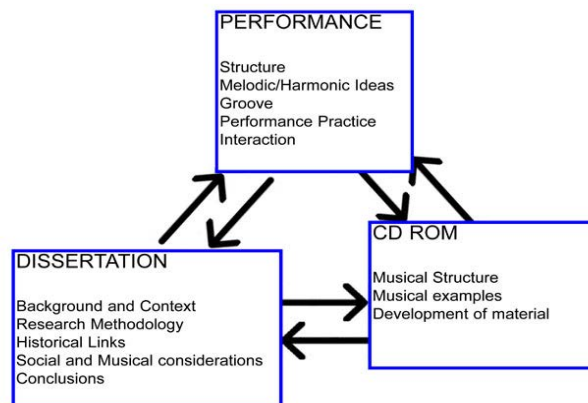 PERFORMANCE
Structure
Melodic/Harmonic Ideas
Groove
Performance Practice
Interaction
DISSERTATION
Background and Context
Research Methodology
Historical Links
Social and Musical considerations
Conclusions
CD ROM
Musical Structure
Musical examples
Development of material